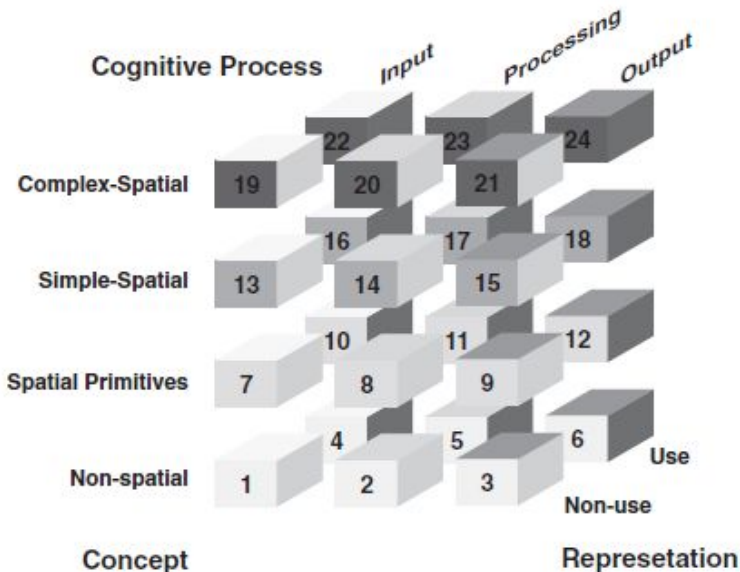 Cognitive Process
Input
Processing
Output
22 23 24
Complex-Spatial 19 20 21
16 17 18
Simple-Spatial 13 14 15
10 11 12
Spatial Primitives 7 8 9
4 5 6
Use
Non-spatial 1 2 3
Non-use
Concept
Represetation